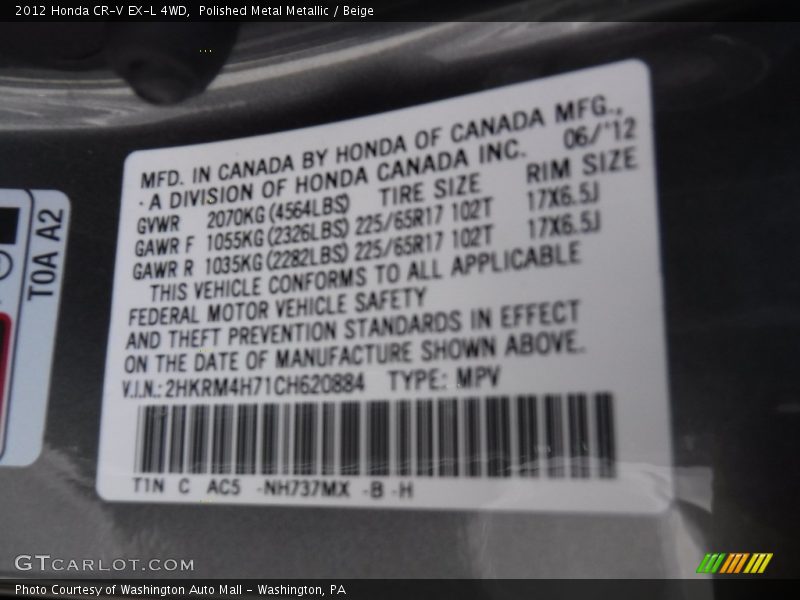 2012 Honda CR-V EX-L 4WD, Polished Metal Metallic / Beige
MFD. IN CANADA BY HONDA OF CANADA MFG.,
- A DIVISION OF HONDA CANADA INC. 06/'12
GVWR 2070KG (4564LBS) TIRE SIZE RIM SIZE
GAWR F 1055KG (2326LBS) 225/65R17 102T 17X6.5J
GAWR R 1035KG (2282LBS) 225/65R17 102T 17X6.5J
THIS VEHICLE CONFORMS TO ALL APPLICABLE
FEDERAL MOTOR VEHICLE SAFETY
AND THEFT PREVENTION STANDARDS IN EFFECT
ON THE DATE OF MANUFACTURE SHOWN ABOVE.
V.I.N.: 2HKRM4H71CH620884 TYPE: MPV
T1N C AC5 -NH737MX -B -H
T0A A2
GTCARLOT.COM
Photo Courtesy of Washington Auto Mall - Washington, PA